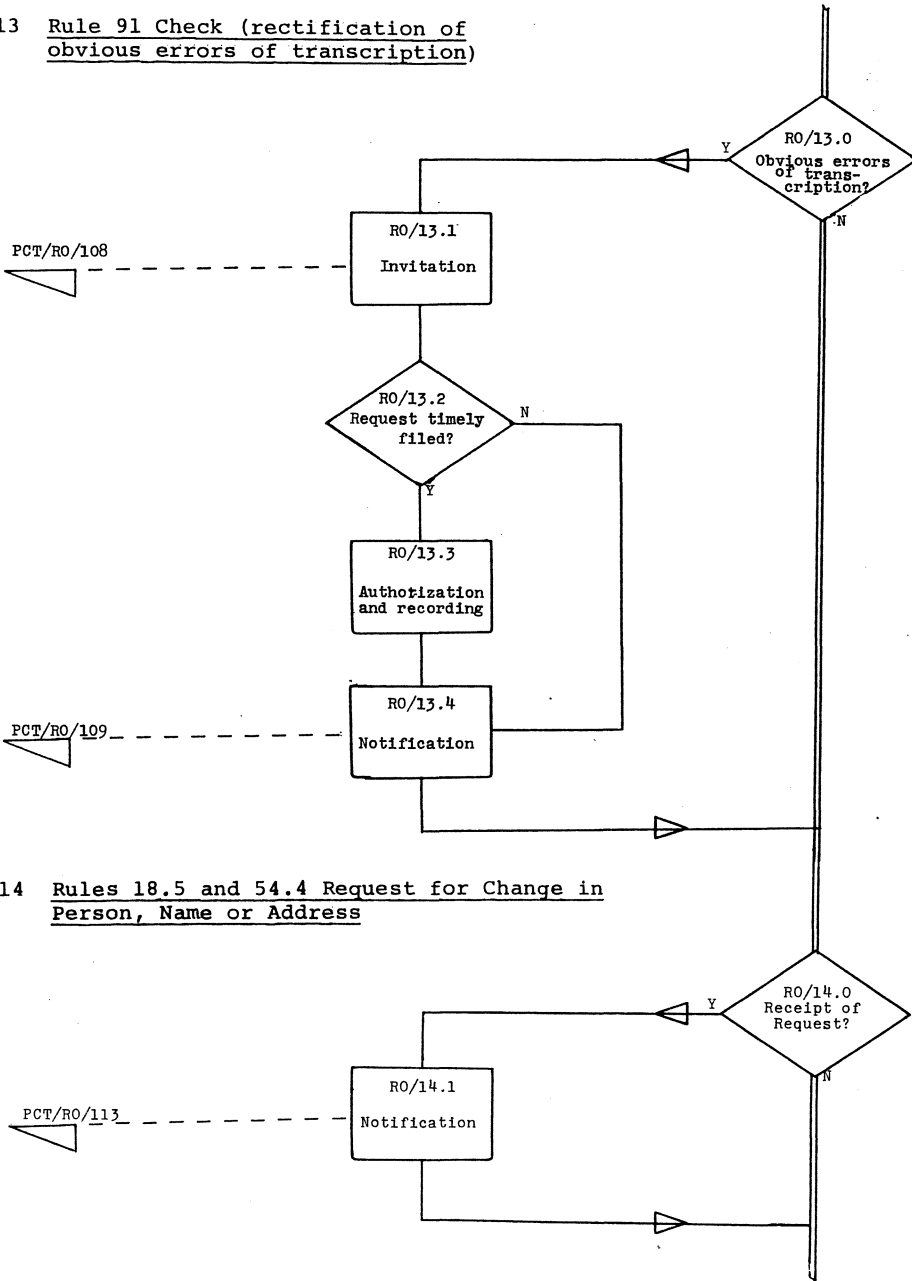 13 Rule 91 Check (rectification of
obvious errors of transcription)
RO/13.0
Obvious errors
of trans-
cription?
Y
N
RO/13.1
Invitation
PCT/RO/108
RO/13.2
Request timely
filed?
N
Y
RO/13.3
Authorization
and recording
RO/13.4
Notification
PCT/RO/109
14 Rules 18.5 and 54.4 Request for Change in
Person, Name or Address
RO/14.0
Receipt of
Request?
Y
N
RO/14.1
Notification
PCT/RO/113